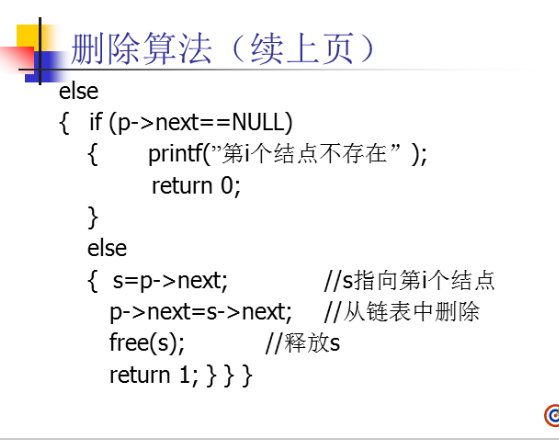 删除算法（续上页）
else
{ if (p->next==NULL)
{ printf(”第i个结点不存在”);
return 0;
}
else
{ s=p->next; //s指向第i个结点
p->next=s->next; //从链表中删除
free(s); //释放s
return 1; } } }